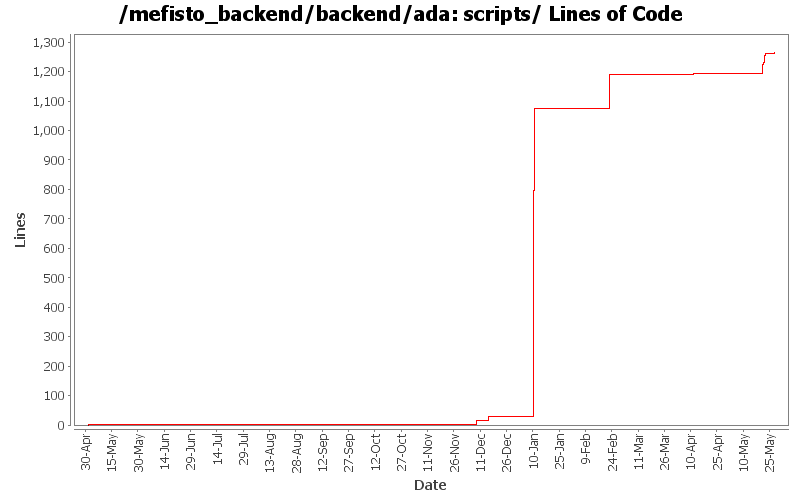 /mefisto_backend/backend/ada: scripts/ Lines of Code
1,300
1,200
1,100
1,000
900
800
700
600
500
400
300
200
100
0
Lines
30-Apr
15-May
30-May
14-Jun
29-Jun
14-Jul
29-Jul
13-Aug
28-Aug
12-Sep
27-Sep
12-Oct
27-Oct
11-Nov
26-Nov
11-Dec
26-Dec
10-Jan
25-Jan
9-Feb
24-Feb
11-Mar
26-Mar
10-Apr
25-Apr
10-May
25-May
Date